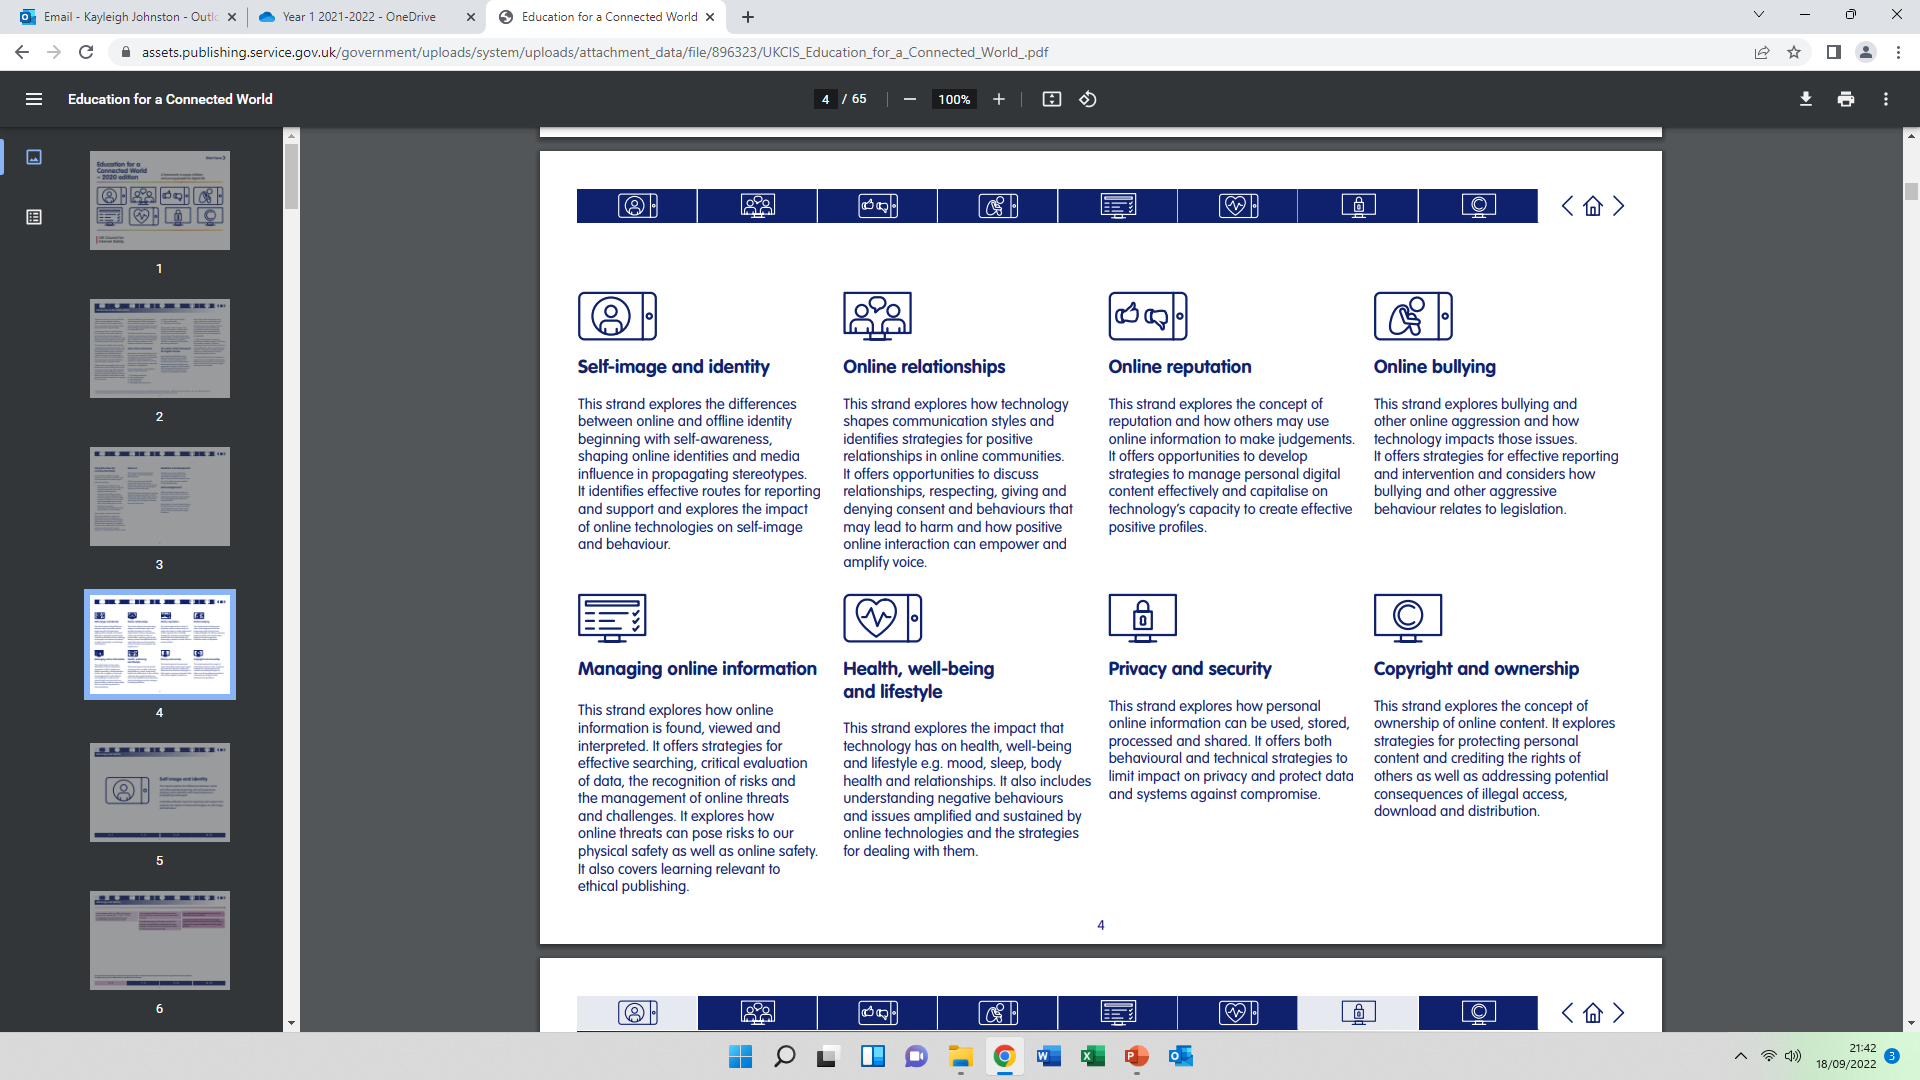 Email - Kayleigh Johnston - Outlo
Year 1 2021-2022 - OneDrive
Education for a Connected World
assets.publishing.service.gov.uk/government/uploads/system/uploads/attachment_data/file/896323/UKCIS_Education_for_a_Connected_World_.pdf
Education for a Connected World
4 / 65
100%
Education for a
Connected World
– 2020 edition
1
2
3
4
5
Self-image and identity
6
Self-image and identity
This strand explores the differences
between online and offline identity
beginning with self-awareness,
shaping online identities and media
influence in propagating stereotypes.
It identifies effective routes for reporting
and support and explores the impact
of online technologies on self-image
and behaviour.
Online relationships
This strand explores how technology
shapes communication styles and
identifies strategies for positive
relationships in online communities.
It offers opportunities to discuss
relationships, respecting, giving and
denying consent and behaviours that
may lead to harm and how positive
online interaction can empower and
amplify voice.
Online reputation
This strand explores the concept of
reputation and how others may use
online information to make judgements.
It offers opportunities to develop
strategies to manage personal digital
content effectively and capitalise on
technology's capacity to create effective
positive profiles.
Online bullying
This strand explores bullying and
other online aggression and how
technology impacts those issues.
It offers strategies for effective reporting
and intervention and considers how
bullying and other aggressive
behaviour relates to legislation.
Managing online information
This strand explores how online
information is found, viewed and
interpreted. It offers strategies for
effective searching, critical evaluation
of data, the recognition of risks and
the management of online threats
and challenges. It explores how
online threats can pose risks to our
physical safety as well as online safety.
It also covers learning relevant to
ethical publishing.
Health, well-being
and lifestyle
This strand explores the impact that
technology has on health, well-being
and lifestyle e.g. mood, sleep, body
health and relationships. It also includes
understanding negative behaviours
and issues amplified and sustained by
online technologies and the strategies
for dealing with them.
Privacy and security
This strand explores how personal
online information can be used, stored,
processed and shared. It offers both
behavioural and technical strategies to
limit impact on privacy and protect data
and systems against compromise.
Copyright and ownership
This strand explores the concept of
ownership of online content. It explores
strategies for protecting personal
content and crediting the rights of
others as well as addressing potential
consequences of illegal access,
download and distribution.
4
21:42
18/09/2022
3